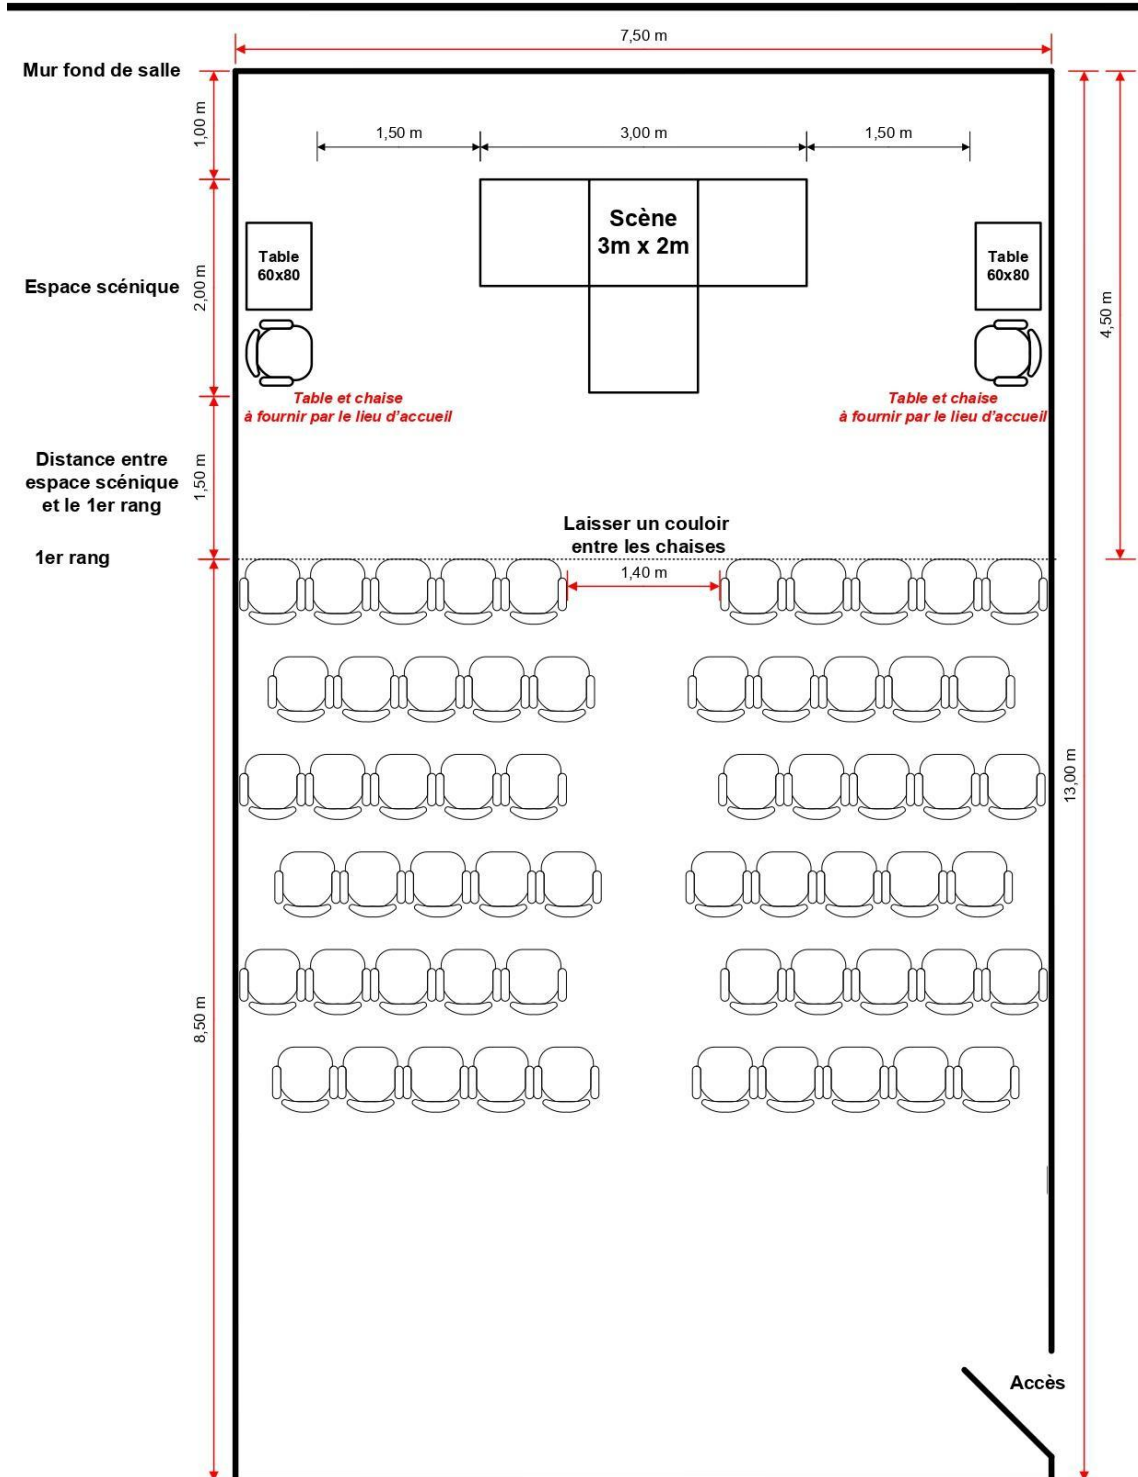 7,50 m
Mur fond de salle
1,00 m
1,50 m
3,00 m
1,50 m
Scène
3m x 2m
Table
60x80
Table
60x80
Espace scénique
2,00 m
4,50 m
Table et chaise
à fournir par le lieu d'accueil
Table et chaise
à fournir par le lieu d'accueil
Distance entre
espace scénique
et le 1er rang
1,50 m
Laisser un couloir
entre les chaises
1er rang
1,40 m
13,00 m
8,50 m
Accès